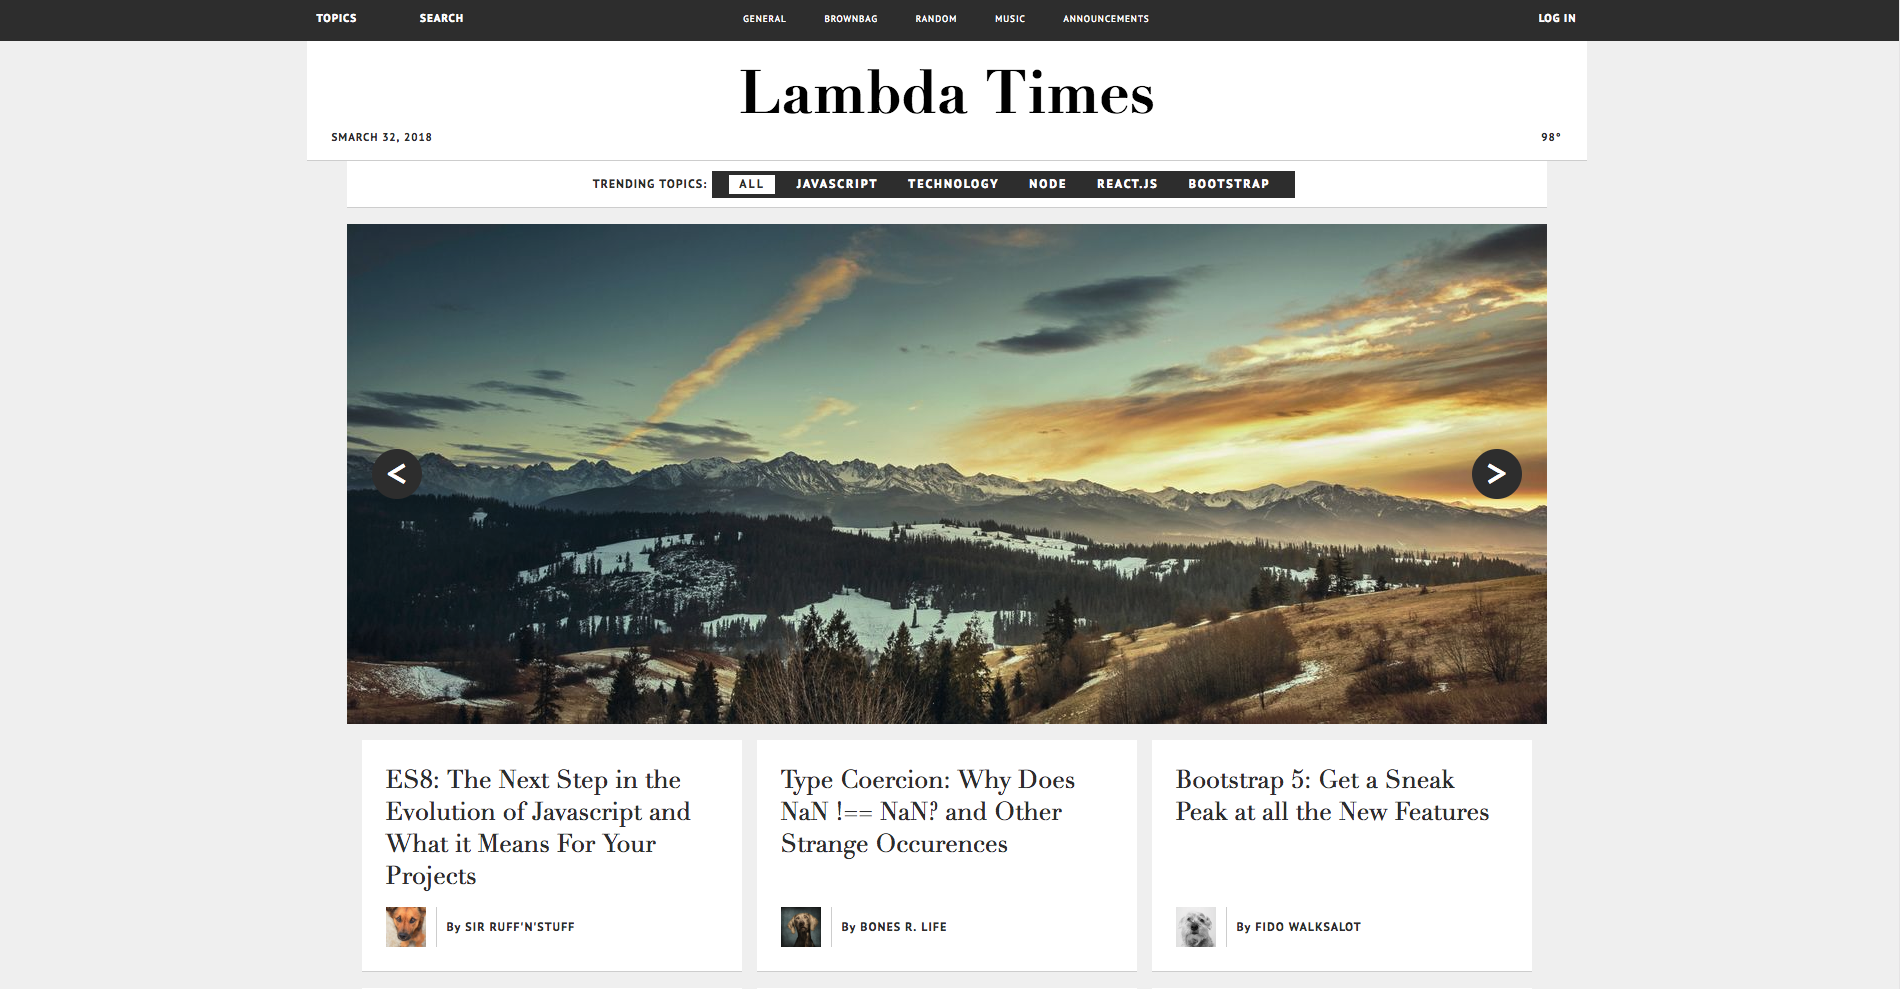 TOPICS SEARCH GENERAL BROWNBAG RANDOM MUSIC ANNOUNCEMENTS LOG IN
Lambda Times
SMARCH 32, 2018 98°
TRENDING TOPICS: ALL JAVASCRIPT TECHNOLOGY NODE REACT.JS BOOTSTRAP
< >
ES8: The Next Step in the
Evolution of Javascript and
What it Means For Your
Projects
By SIR RUFF'N'STUFF
Type Coercion: Why Does
NaN !== NaN? and Other
Strange Occurences
By BONES R. LIFE
Bootstrap 5: Get a Sneak
Peak at all the New Features
By FIDO WALKSALOT